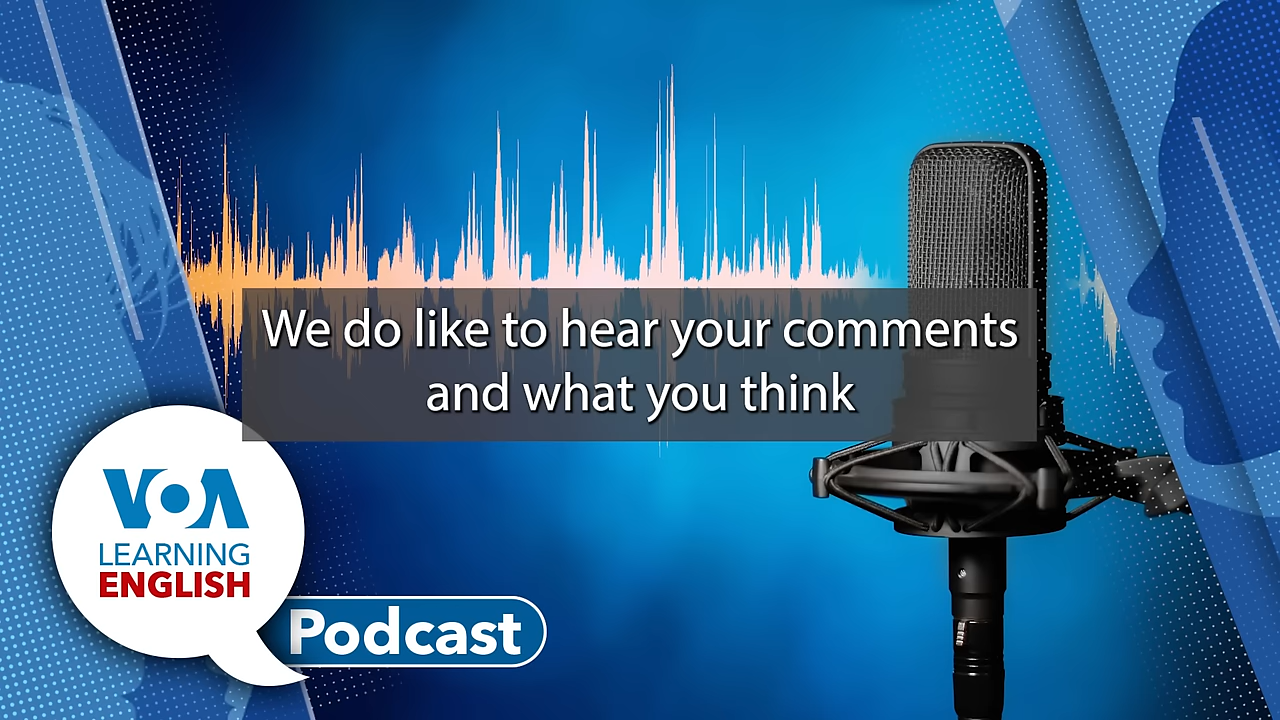 We do like to hear your comments
and what you think
VOA
LEARNING
ENGLISH
Podcast